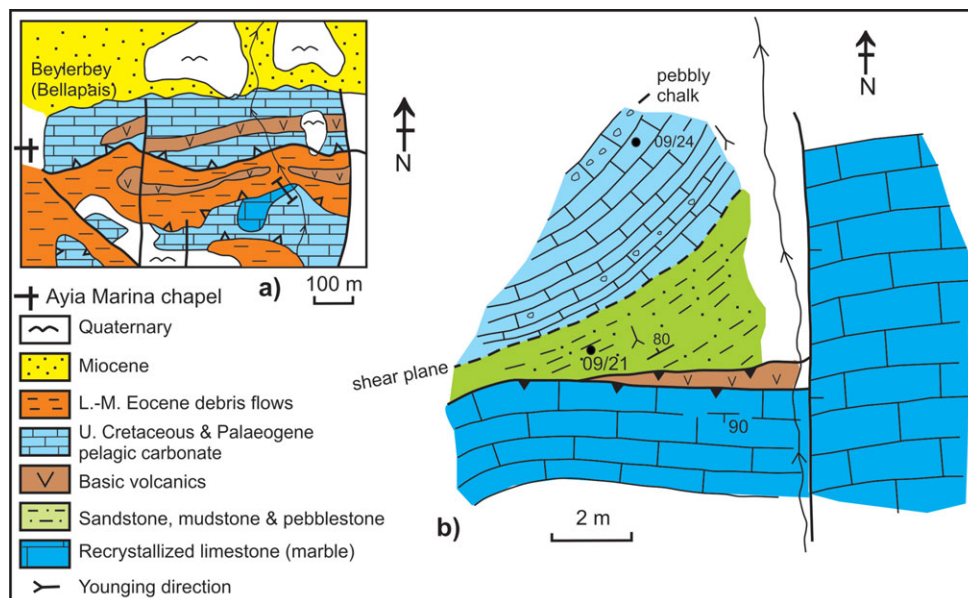 Beylerbey
(Bellapais)
N
a)
100 m
Ayia Marina chapel
Quaternary
Miocene
L.-M. Eocene debris flows
U. Cretaceous & Palaeogene
pelagic carbonate
Basic volcanics
Sandstone, mudstone & pebblestone
Recrystallized limestone (marble)
Younging direction
pebbly
chalk
N
09/24
80
09/21
shear plane
90
b)
2 m